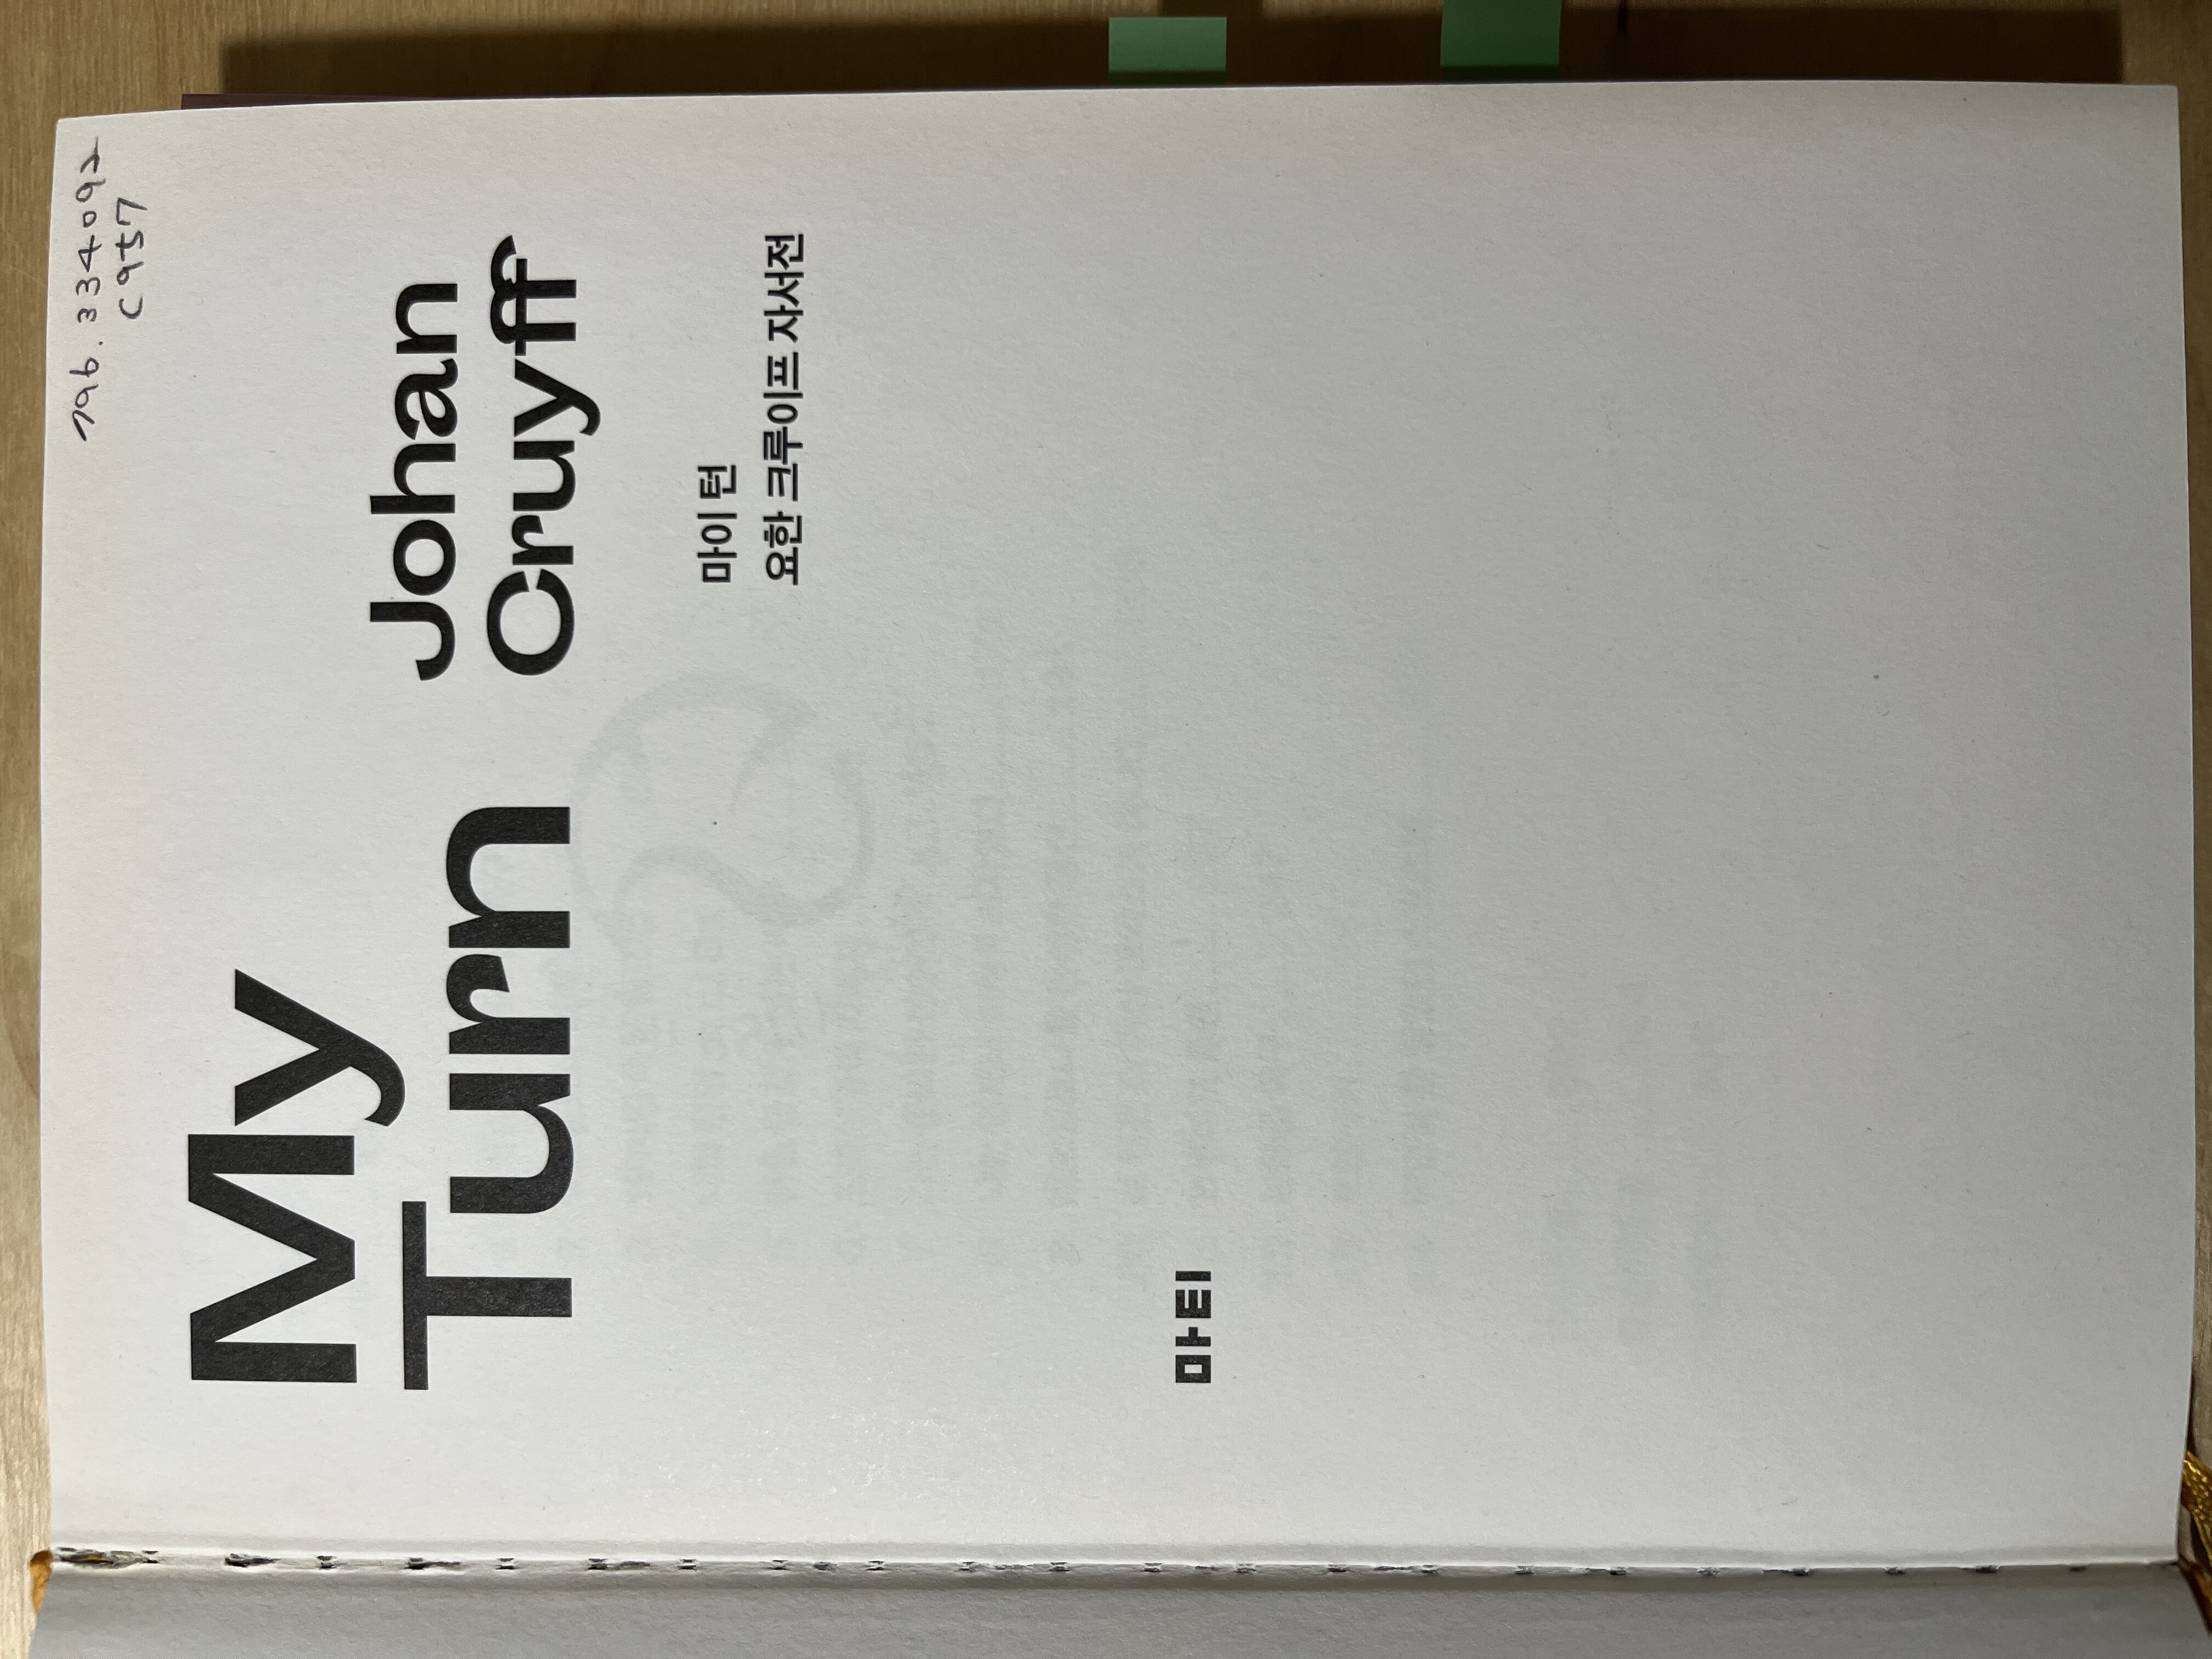 796.334092
C957
My
Turn
Johan
Cruyff
마이 턴
요한 크루이프 자서전
마티